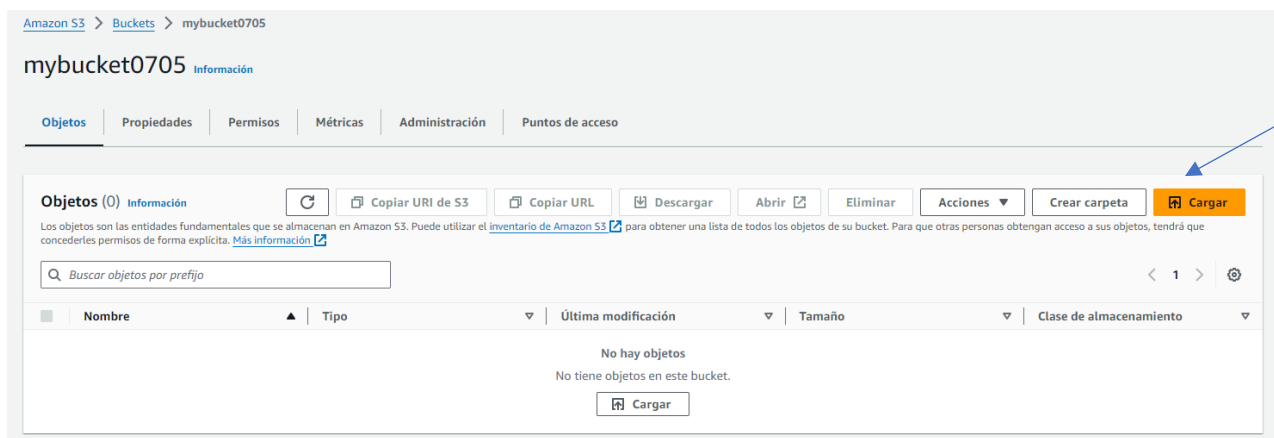 Amazon S3 > Buckets > mybucket0705
mybucket0705 Información
Objetos Propiedades Permisos Métricas Administración Puntos de acceso
Objetos (0) Información Copiar URI de S3 Copiar URL Descargar Abrir Eliminar Acciones Crear carpeta Cargar
Los objetos son las entidades fundamentales que se almacenan en Amazon S3. Puede utilizar el inventario de Amazon S3 para obtener una lista de todos los objetos de su bucket. Para que otras personas obtengan acceso a sus objetos, tendrá que
concederles permisos de forma explícita. Más información
Buscar objetos por prefijo < 1 >
Nombre Tipo Última modificación Tamaño Clase de almacenamiento
No hay objetos
No tiene objetos en este bucket.
Cargar